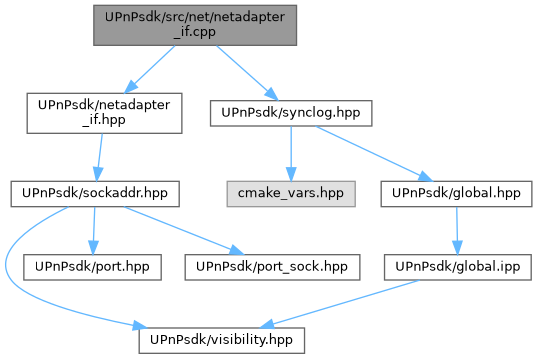 UPnPsdk/src/net/netadapter
_if.cpp
UPnPsdk/netadapter
_if.hpp
UPnPsdk/synclog.hpp
UPnPsdk/sockaddr.hpp
cmake_vars.hpp
UPnPsdk/global.hpp
UPnPsdk/port.hpp
UPnPsdk/port_sock.hpp
UPnPsdk/global.ipp
UPnPsdk/visibility.hpp